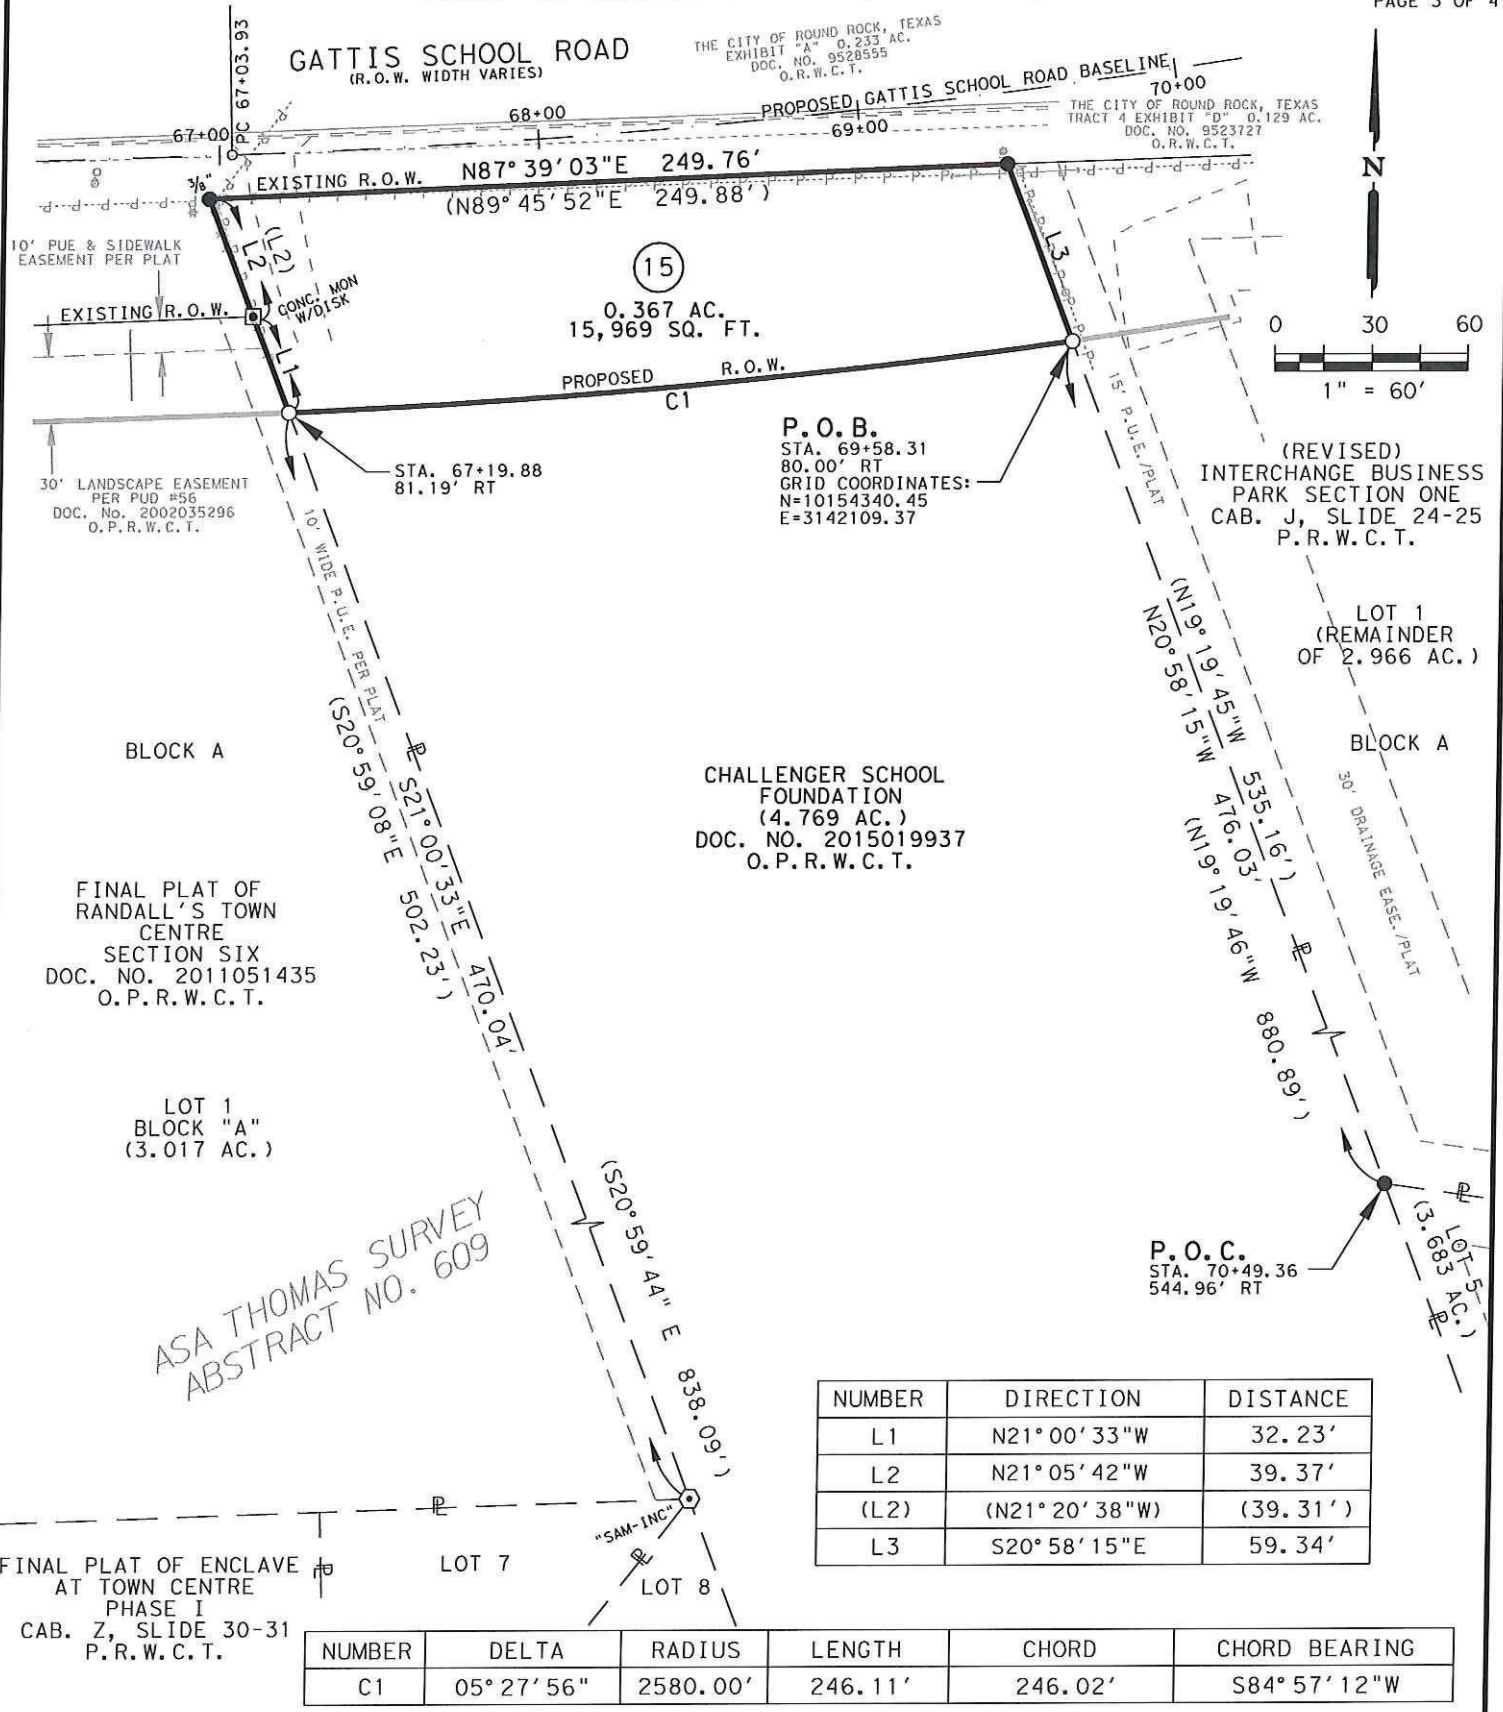 PAGE 3 OF 4
PC 67+03.93
GATTIS SCHOOL ROAD
(R.O.W. WIDTH VARIES)
THE CITY OF ROUND ROCK, TEXAS
EXHIBIT "A" 0.233 AC.
DOC. NO. 9528555
O.R.W.C.T.
PROPOSED GATTIS SCHOOL ROAD BASELINE
67+00
68+00
69+00
70+00
THE CITY OF ROUND ROCK, TEXAS
TRACT 4 EXHIBIT "D" 0.129 AC.
DOC. NO. 9523727
O.R.W.C.T.
N
3/8"
EXISTING R.O.W.
N87°39'03"E 249.76'
(N89°45'52"E 249.88')
10' PUE & SIDEWALK
EASEMENT PER PLAT
EXISTING R.O.W.
L2
(L2)
CONC. MON
W/DISK
L1
15
0.367 AC.
15,969 SQ. FT.
L3
PROPOSED R.O.W.
C1
0 30 60
1" = 60'
P.O.B.
STA. 69+58.31
80.00' RT
GRID COORDINATES:
N=10154340.45
E=3142109.37
STA. 67+19.88
81.19' RT
30' LANDSCAPE EASEMENT
PER PUD #56
DOC. No. 2002035296
O.P.R.W.C.T.
10' WIDE P.U.E. PER PLAT
15' P.U.E./PLAT
(REVISED)
INTERCHANGE BUSINESS
PARK SECTION ONE
CAB. J, SLIDE 24-25
P.R.W.C.T.
LOT 1
(REMAINDER
OF 2.966 AC.)
BLOCK A
30' DRAINAGE EASE./PLAT
(N19°19'45"W 535.16')
N20°58'15"W 476.03'
(N19°19'46"W 880.89')
BLOCK A
(S20°59'08"E 502.23')
S21°00'33"E 470.04'
CHALLENGER SCHOOL
FOUNDATION
(4.769 AC.)
DOC. NO. 2015019937
O.P.R.W.C.T.
FINAL PLAT OF
RANDALL'S TOWN
CENTRE
SECTION SIX
DOC. NO. 2011051435
O.P.R.W.C.T.
LOT 1
BLOCK "A"
(3.017 AC.)
(S20°59'44" E 838.09')
ASA THOMAS SURVEY
ABSTRACT NO. 609
P.O.C.
STA. 70+49.36
544.96' RT
LOT 5
(3.683 AC.)
NUMBER DIRECTION DISTANCE
L1 N21°00'33"W 32.23'
L2 N21°05'42"W 39.37'
(L2) (N21°20'38"W) (39.31')
L3 S20°58'15"E 59.34'
"SAM-INC"
FINAL PLAT OF ENCLAVE
AT TOWN CENTRE
PHASE I
CAB. Z, SLIDE 30-31
P.R.W.C.T.
LOT 7
LOT 8
NUMBER DELTA RADIUS LENGTH CHORD CHORD BEARING
C1 05°27'56" 2580.00' 246.11' 246.02' S84°57'12"W